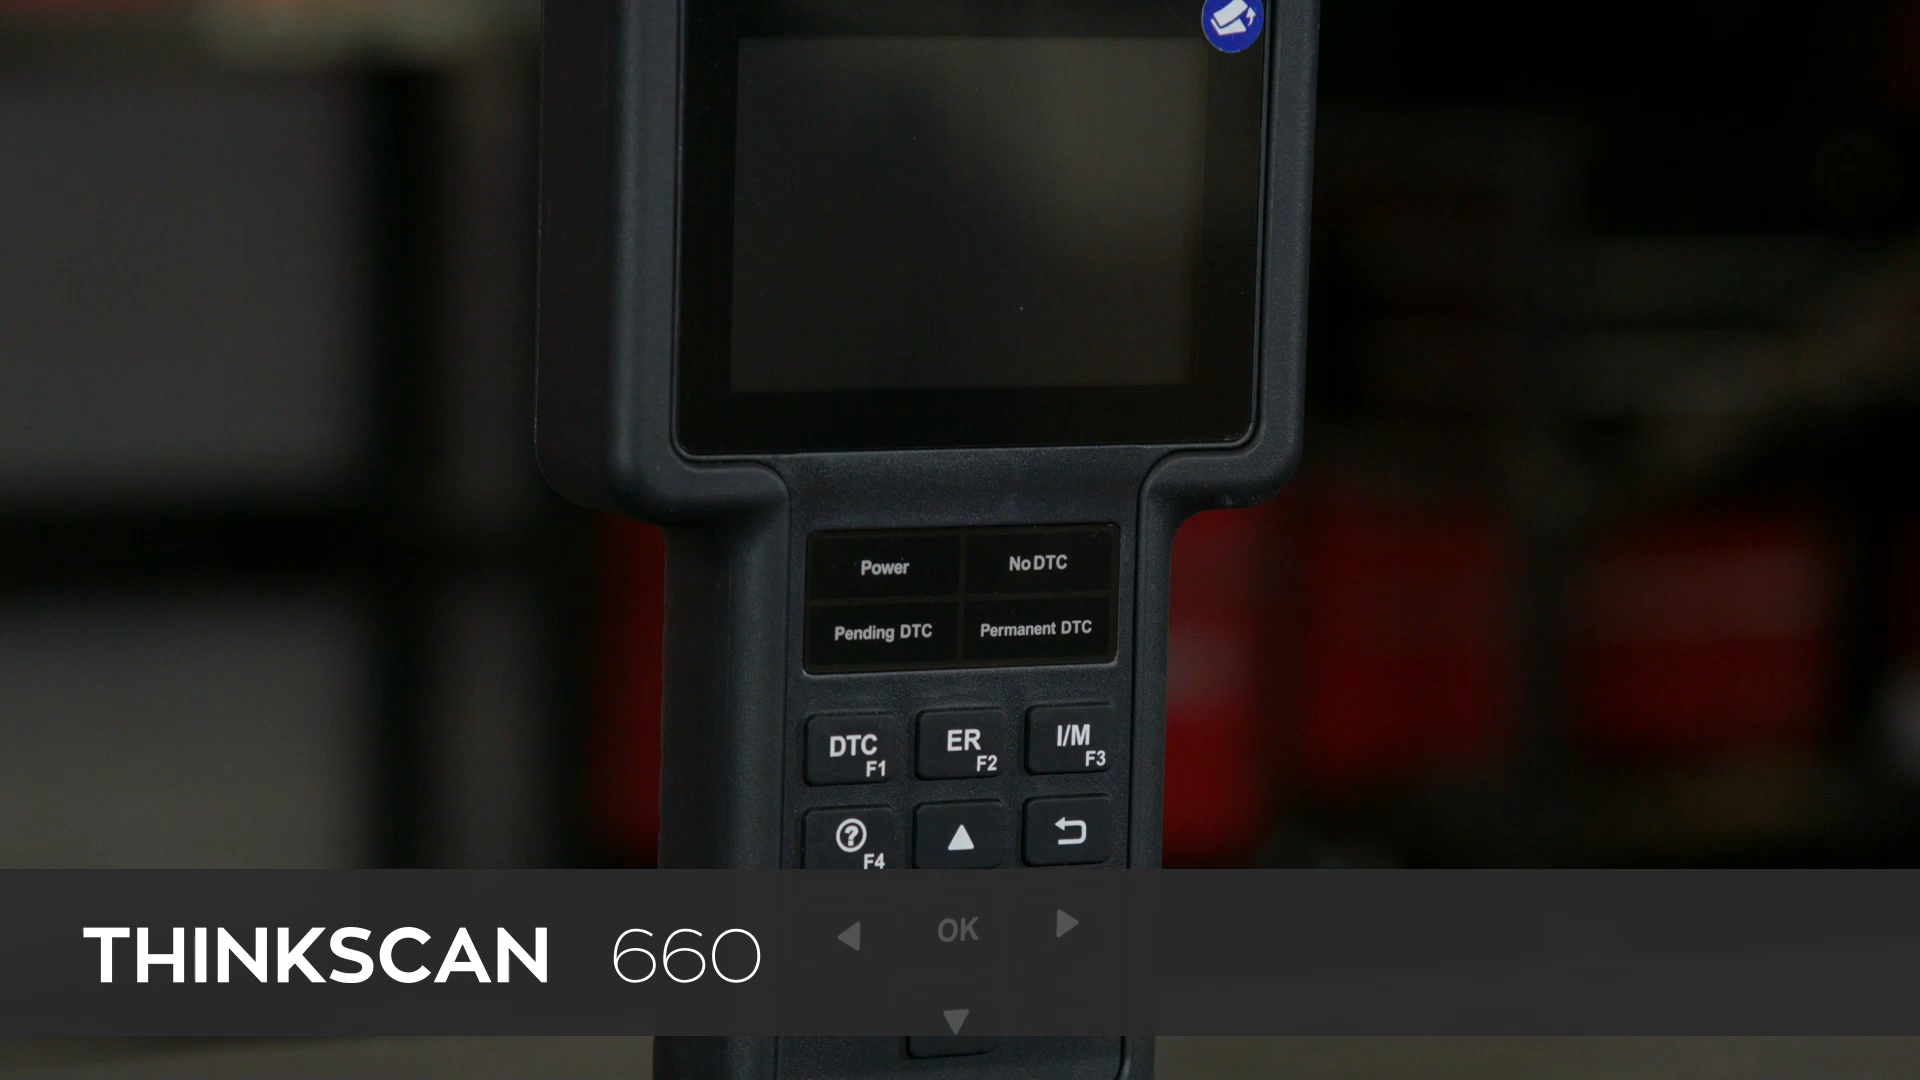 Power
No DTC
Pending DTC
Permanent DTC
DTC F1
ER F2
I/M F3
? F4
OK
THINKSCAN 660